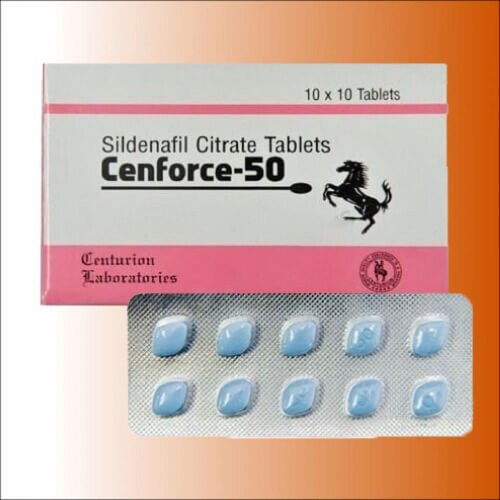 10 x 10 Tablets
Sildenafil Citrate Tablets
Cenforce-50
Centurion
Laboratories